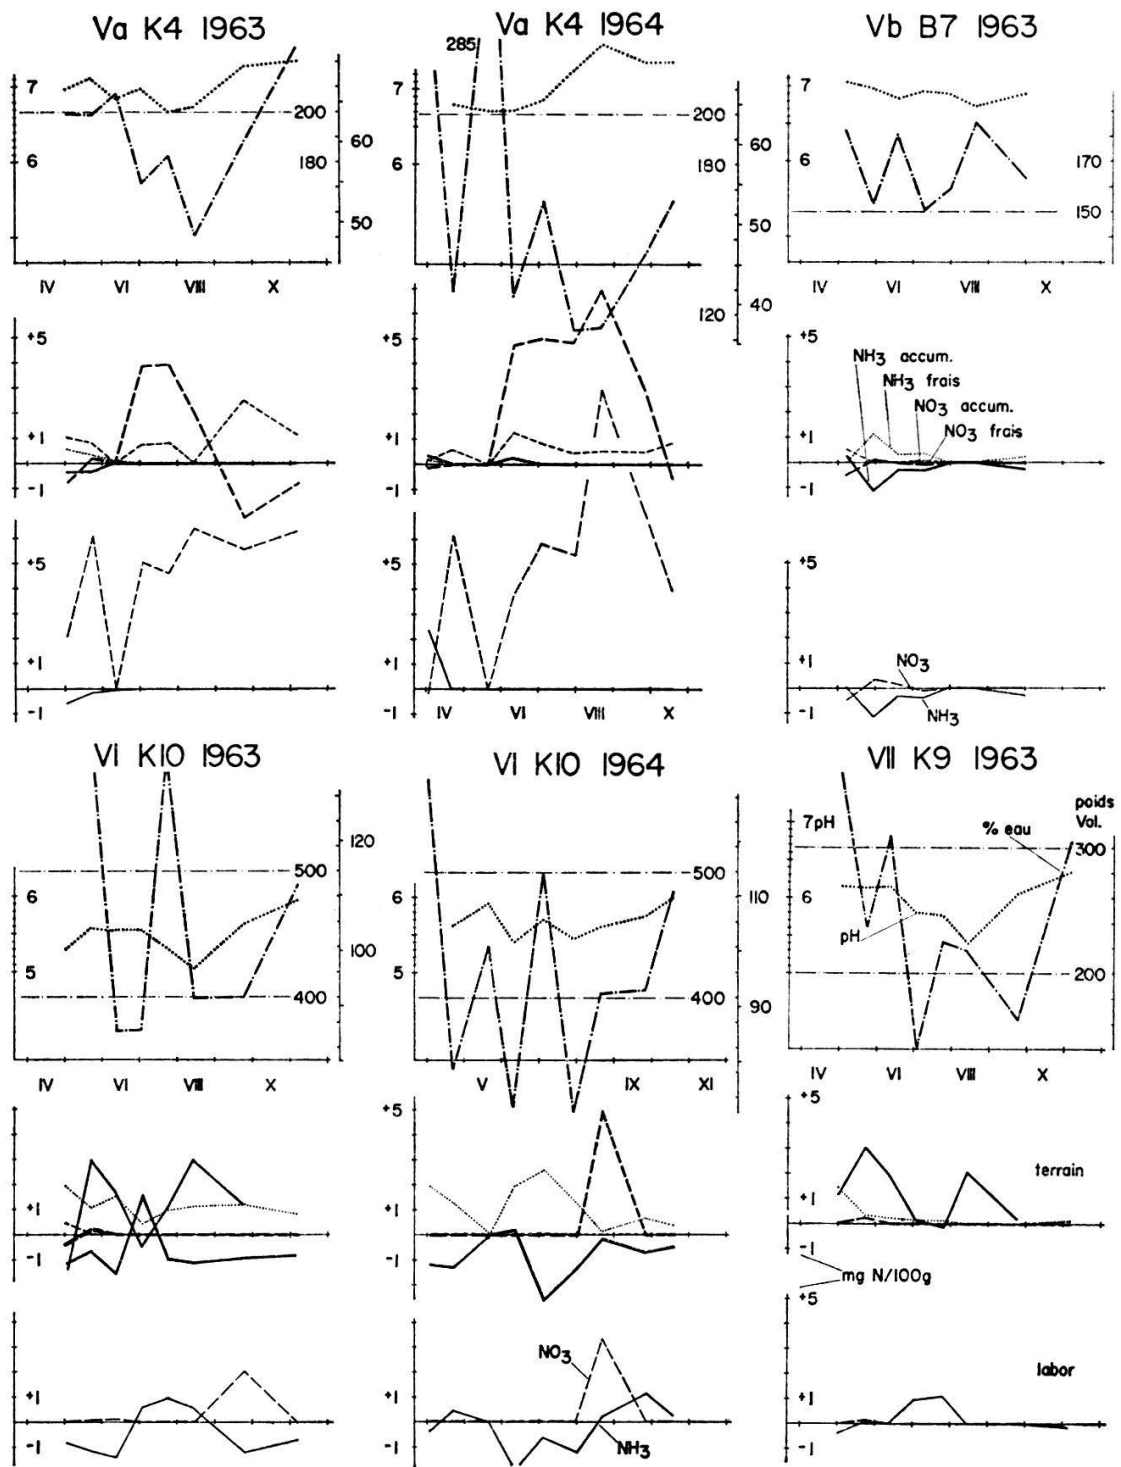 Va K4 1963
Va K4 1964
Vb B7 1963
7
6
200
180
60
50
285
7
6
200
180
120
60
50
40
7
6
170
150
IV VI VIII X
IV VI VIII X
+5
+1
-1
+5
+1
-1
+5
+1
-1
NH3 accum.
NH3 frais
NO3 accum.
NO3 frais
+5
+1
-1
+5
+1
-1
IV VI VIII X
+5
+1
-1
NO3
NH3
VI K10 1963
VI K10 1964
VII K9 1963
6
5
500
400
120
100
6
5
500
400
110
90
7pH
6
% eau
pH
poids
Vol.
300
200
IV VI VIII X
V IX XI
IV VI VIII X
+1
-1
+5
+1
-1
+5
+1
-1
terrain
mg N/100g
+1
-1
+1
-1
NO3
NH3
+5
+1
-1
labor